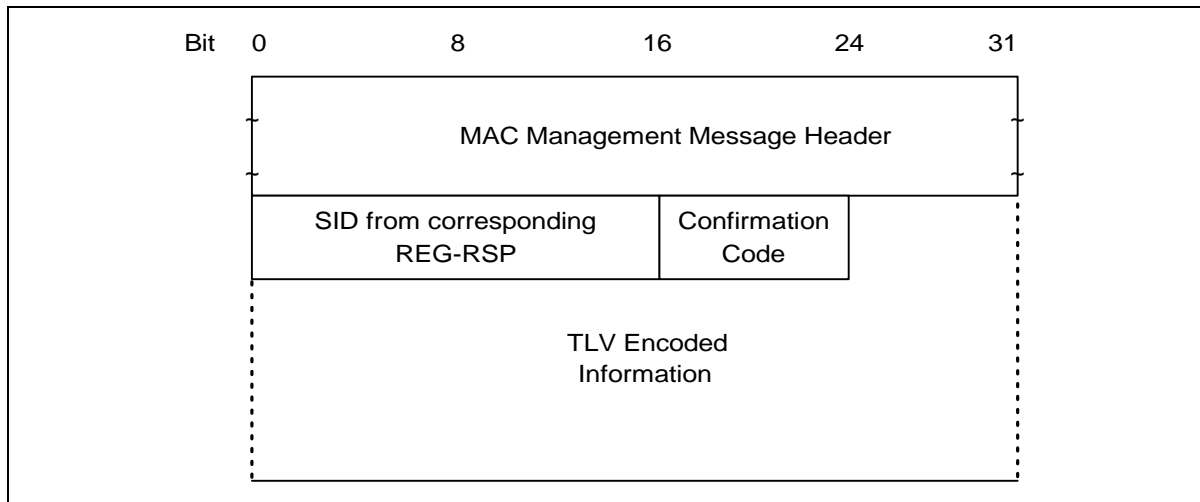 Bit 0 8 16 24 31
MAC Management Message Header
SID from corresponding
REG-RSP
Confirmation
Code
TLV Encoded
Information